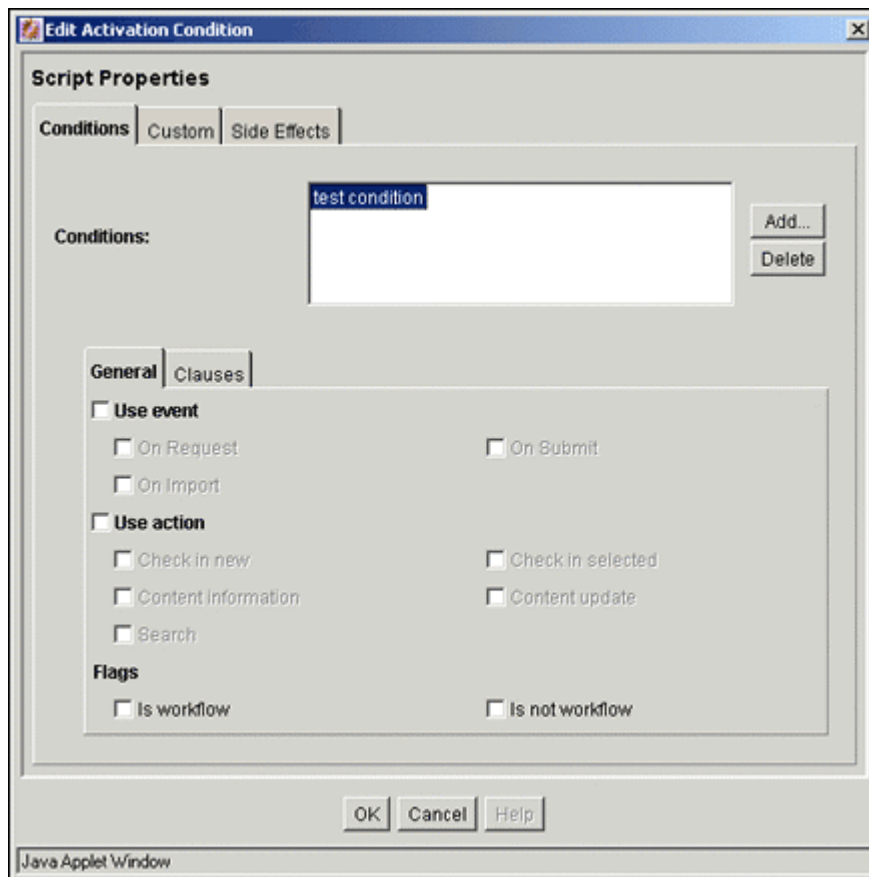 Edit Activation Condition
Script Properties
Conditions Custom Side Effects
test condition
Add...
Conditions:
Delete
General Clauses
Use event
On Request On Submit
On Import
Use action
Check in new Check in selected
Content information Content update
Search
Flags
Is workflow Is not workflow
OK Cancel Help
Java Applet Window